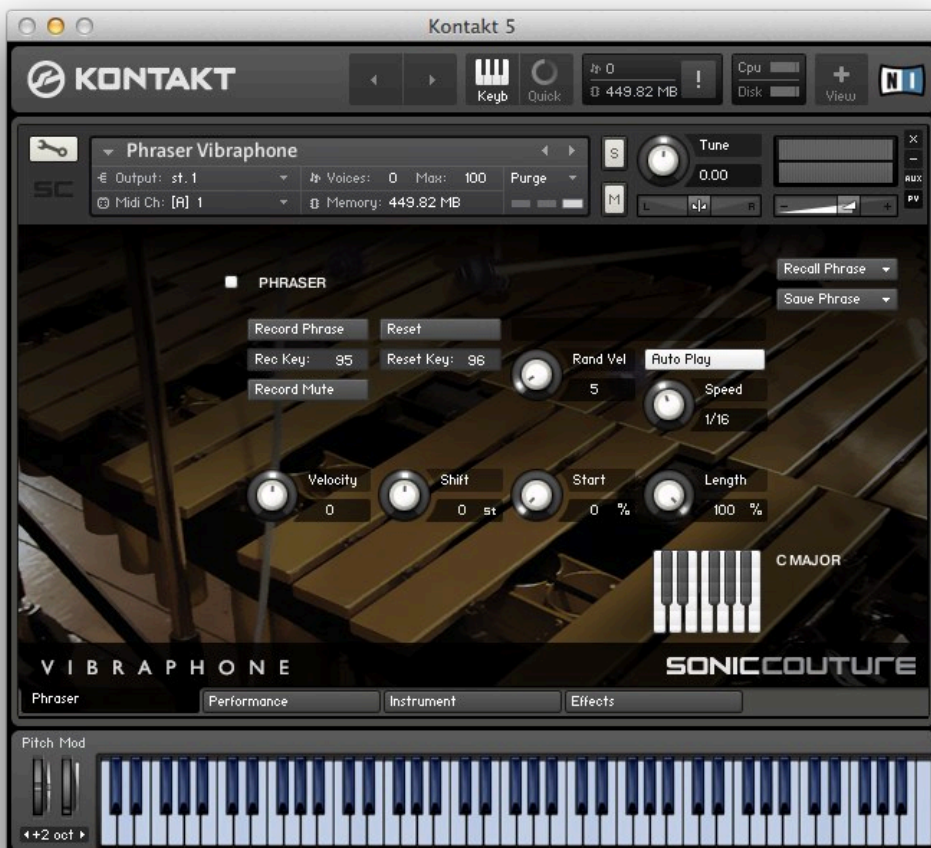 Kontakt 5
KONTAKT
Keyb
Quick
0
449.82 MB
!
Cpu
Disk
View
NI
SC
Phraser Vibraphone
Output: st. 1
Voices: 0 Max: 100
Purge
Midi Ch: [A] 1
Memory: 449.82 MB
S
M
Tune
0.00
L
R
AUX
PV
PHRASER
Recall Phrase
Save Phrase
Record Phrase
Reset
Rec Key: 95
Reset Key: 96
Record Mute
Rand Vel
5
Auto Play
Speed
1/16
Velocity
0
Shift
0 st
Start
0 %
Length
100 %
C MAJOR
VIBRAPHONE
SONICCOUTURE
Phraser
Performance
Instrument
Effects
Pitch Mod
+2 oct